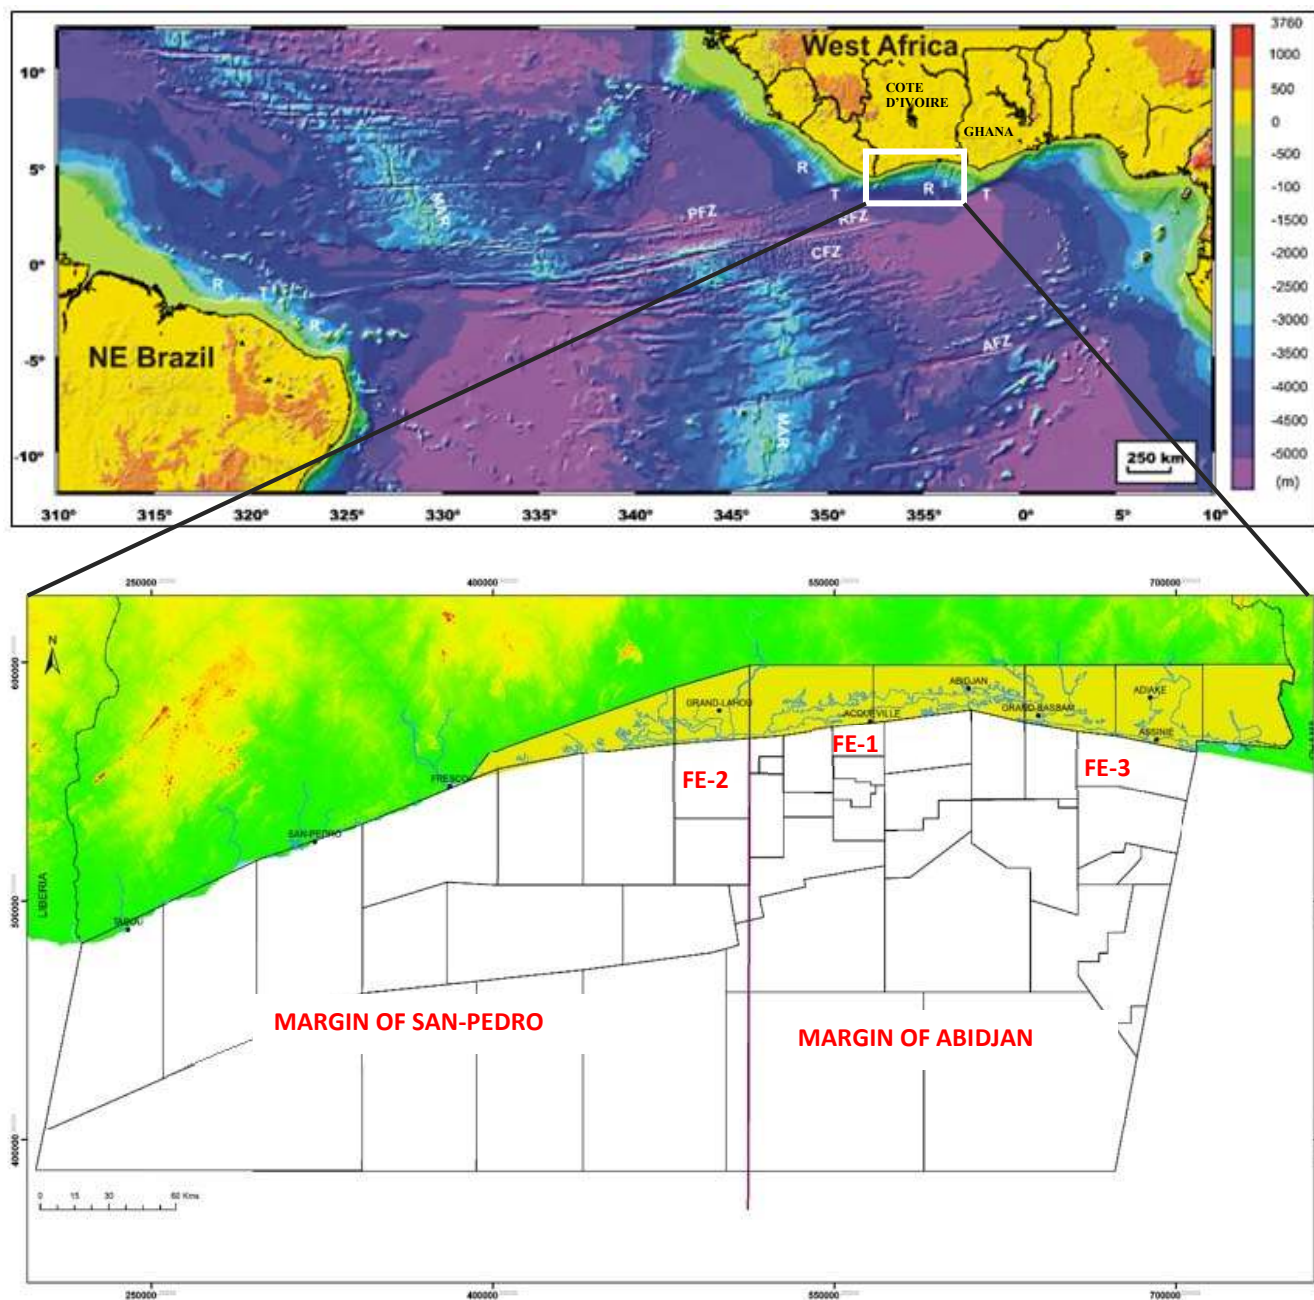 West Africa
COTE
D'IVOIRE
GHANA
NE Brazil
R
T
R
T
PFZ
RFZ
CFZ
AFZ
MAR
MAR
R
T
R
250 km
10°
5°
0°
-5°
-10°
310°
315°
320°
325°
330°
335°
340°
345°
350°
355°
0°
5°
10°
3760
1000
500
0
-500
-1000
-1500
-2000
-2500
-3000
-3500
-4000
-4500
-5000
(m)
250000
400000
550000
700000
600000
500000
400000
N
LIBERIA
TABOU
SAN-PEDRO
FRESCO
GRAND-LAHOU
ACQUEVILLE
ABIDJAN
GRAND-BASSAM
ADIAKE
ASSINIE
FE-1
FE-2
FE-3
MARGIN OF SAN-PEDRO
MARGIN OF ABIDJAN
0 15 30 60 Kms
250000
400000
550000
700000